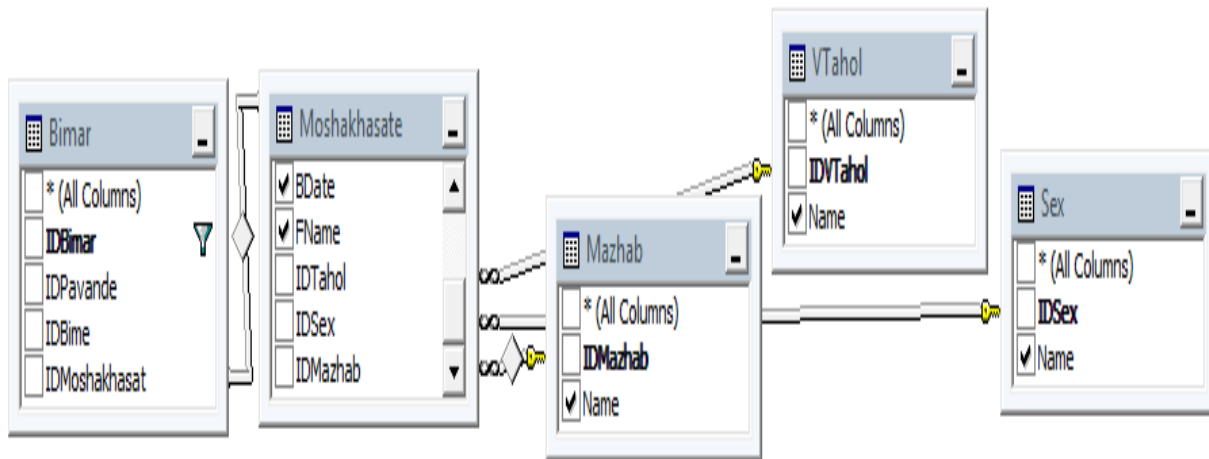 Bimar
* (All Columns)
IDBimar
IDPavande
IDBime
IDMoshakhasat
Moshakhasate
BDate
FName
IDTahol
IDSex
IDMazhab
Mazhab
* (All Columns)
IDMazhab
Name
VTahol
* (All Columns)
IDVTahol
Name
Sex
* (All Columns)
IDSex
Name